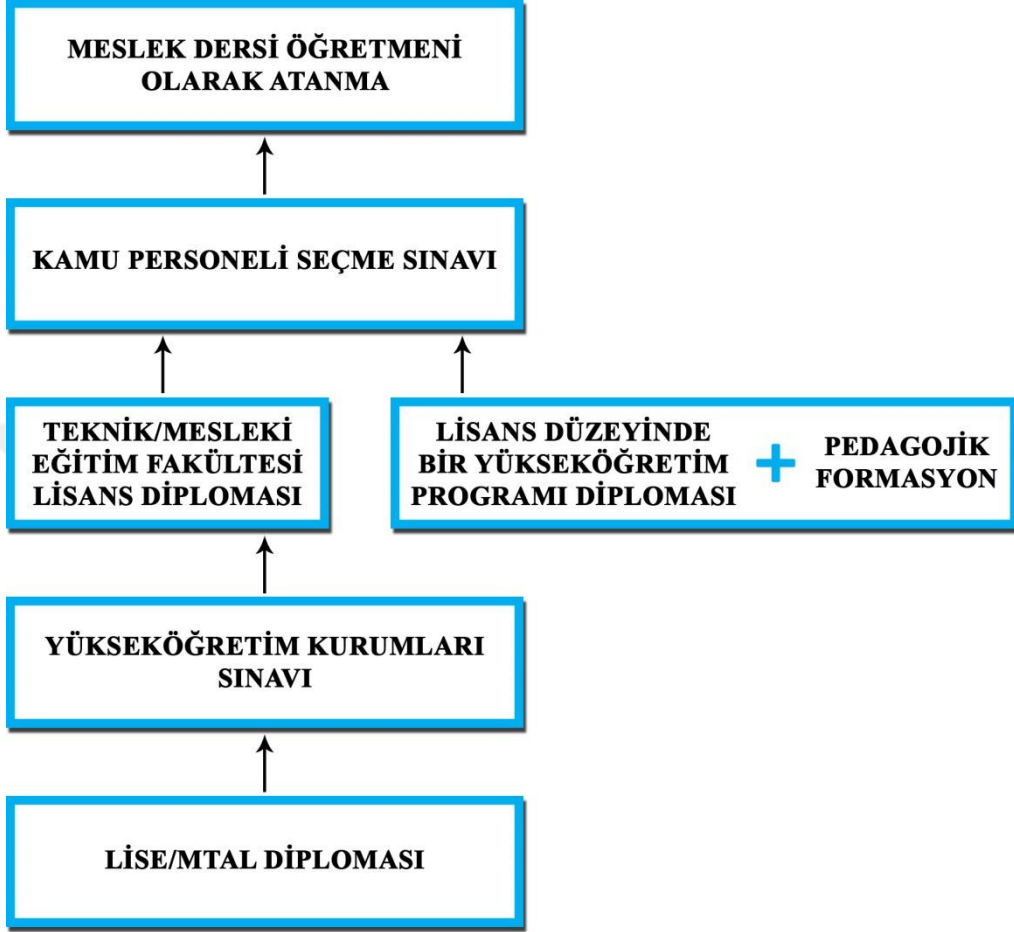 MESLEK DERSİ ÖĞRETMENİ
OLARAK ATANMA
KAMU PERSONELİ SEÇME SINAVI
TEKNİK/MESLEKİ
EĞİTİM FAKÜLTESİ
LİSANS DİPLOMASI
LİSANS DÜZEYİNDE
BİR YÜKSEKÖĞRETİM
PROGRAMI DİPLOMASI
+
PEDAGOJİK
FORMASYON
YÜKSEKÖĞRETİM KURUMLARI
SINAVI
LİSE/MTAL DİPLOMASI